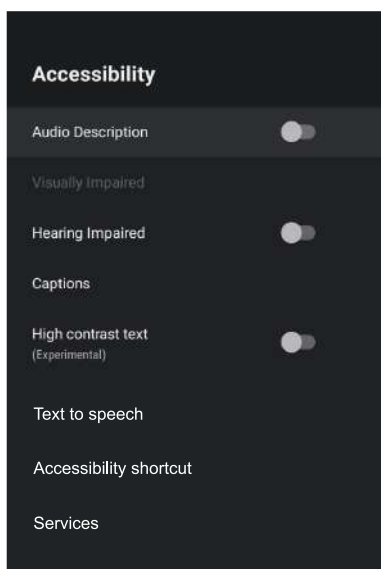 Accessibility
Audio Description
Visually Impaired
Hearing Impaired
Captions
High contrast text
(Experimental)
Text to speech
Accessibility shortcut
Services